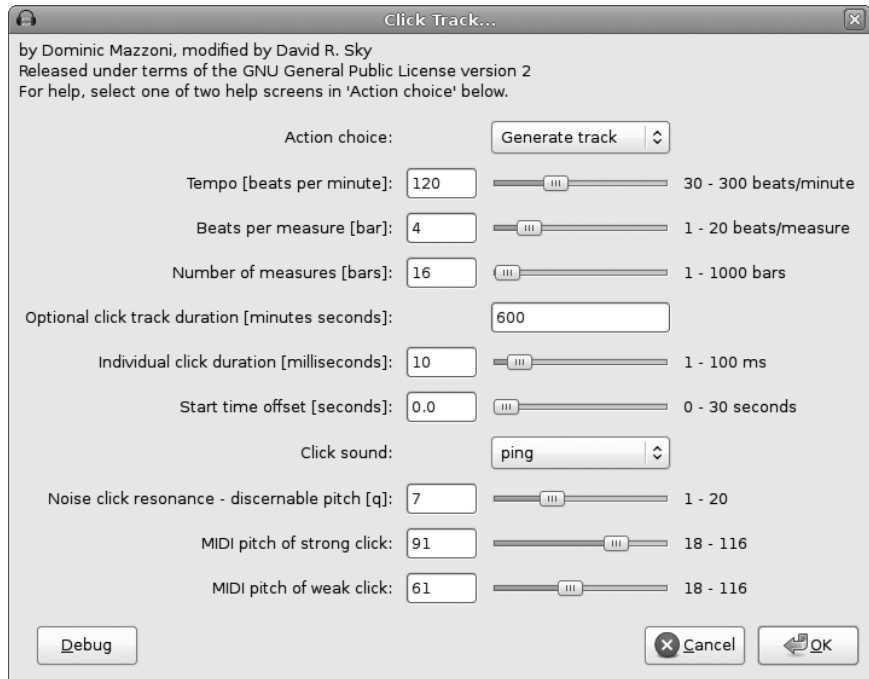 Click Track...
by Dominic Mazzoni, modified by David R. Sky
Released under terms of the GNU General Public License version 2
For help, select one of two help screens in 'Action choice' below.
Action choice: Generate track
Tempo [beats per minute]: 120 30 - 300 beats/minute
Beats per measure [bar]: 4 1 - 20 beats/measure
Number of measures [bars]: 16 1 - 1000 bars
Optional click track duration [minutes seconds]: 600
Individual click duration [milliseconds]: 10 1 - 100 ms
Start time offset [seconds]: 0.0 0 - 30 seconds
Click sound: ping
Noise click resonance - discernable pitch [q]: 7 1 - 20
MIDI pitch of strong click: 91 18 - 116
MIDI pitch of weak click: 61 18 - 116
Debug Cancel OK